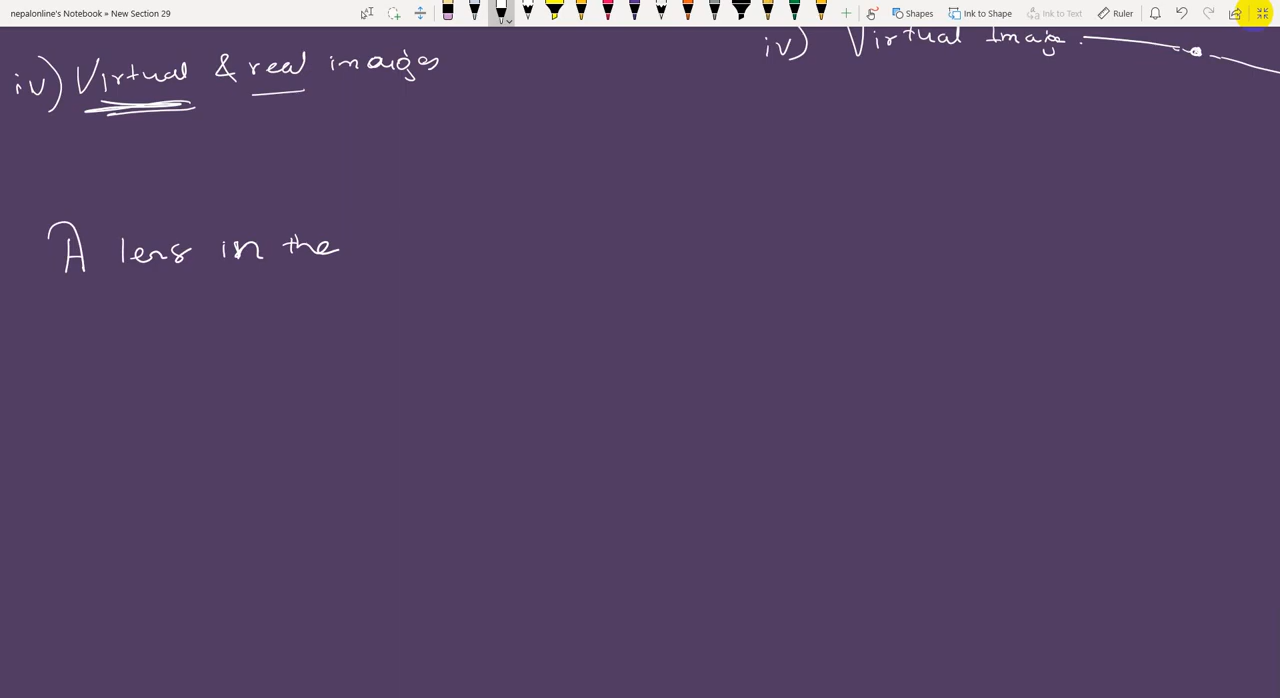 nepalonline's Notebook » New Section 29
Shapes
Ink to Shape
Ink to Text
Ruler
iv) Virtual & real images
iv) Virtual Image.
A lens in the